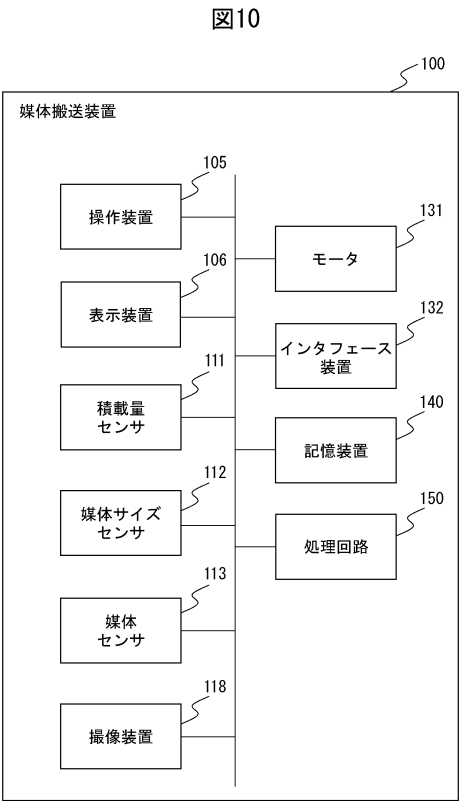 図10
100
媒体搬送装置
105
操作装置
106
表示装置
111
積載量
センサ
112
媒体サイズ
センサ
113
媒体
センサ
118
撮像装置
131
モータ
132
インタフェース
装置
140
記憶装置
150
処理回路